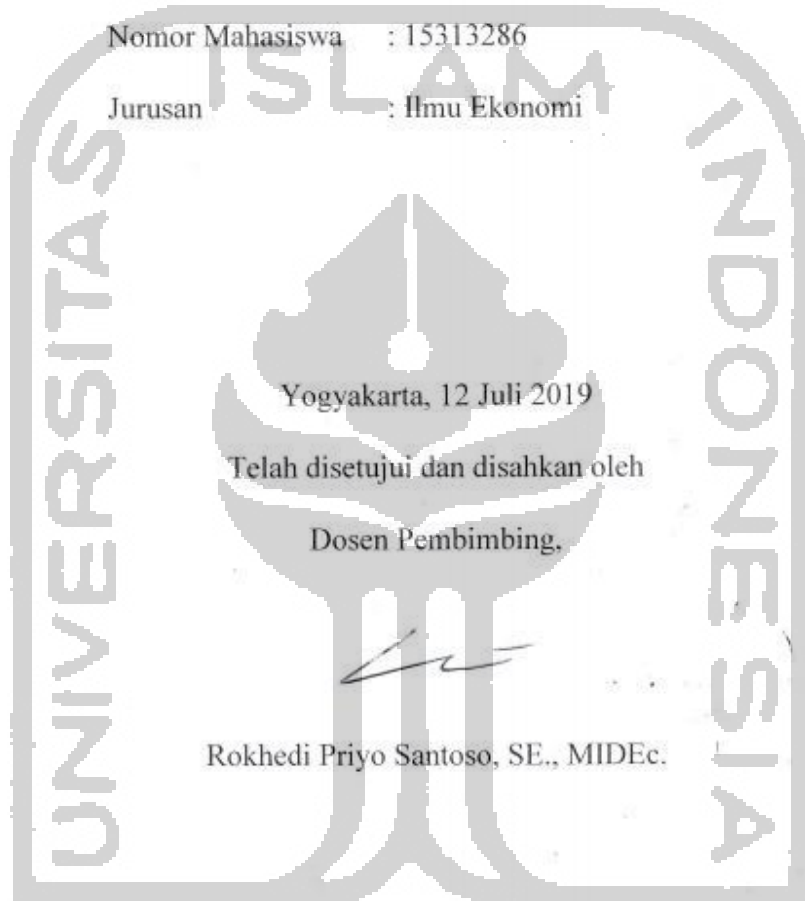 Nomor Mahasiswa : 15313286
Jurusan : Ilmu Ekonomi
UNIVERSITAS ISLAM INDONESIA
Yogyakarta, 12 Juli 2019
Telah disetujui dan disahkan oleh
Dosen Pembimbing,
Rokhedi Priyo Santoso, SE., MIDEc.